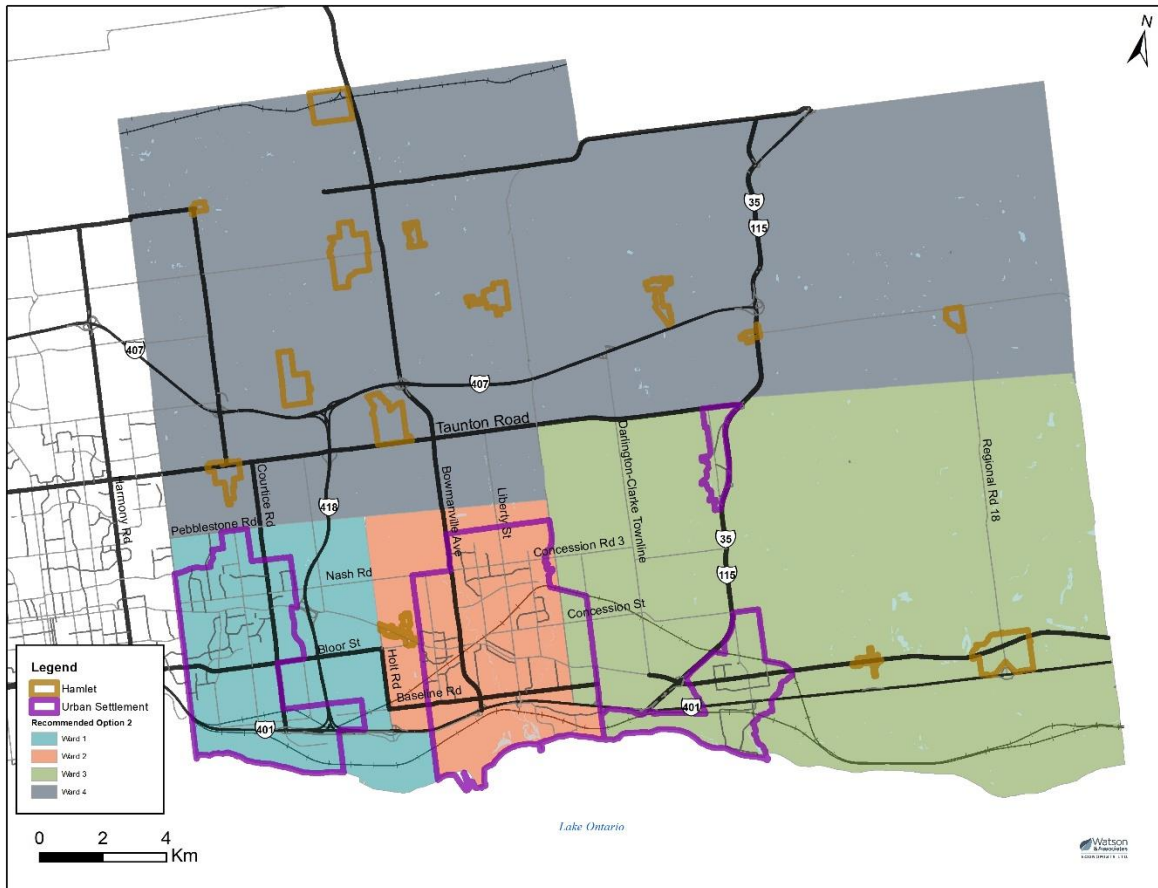 N
35
115
407
407
Taunton Road
Harmony Rd
Courtice Rd
418
Bowmanville Ave
Liberty St
Darlington-Clarke Townline
Regional Rd 18
Pebblestone Rd
Nash Rd
Concession Rd 3
35
115
Concession St
Bloor St
Holt Rd
Baseline Rd
401
401
Legend
Hamlet
Urban Settlement
Recommended Option 2
Ward 1
Ward 2
Ward 3
Ward 4
0 2 4
Km
Lake Ontario
Watson
& Associates
ECONOMISTS LTD.